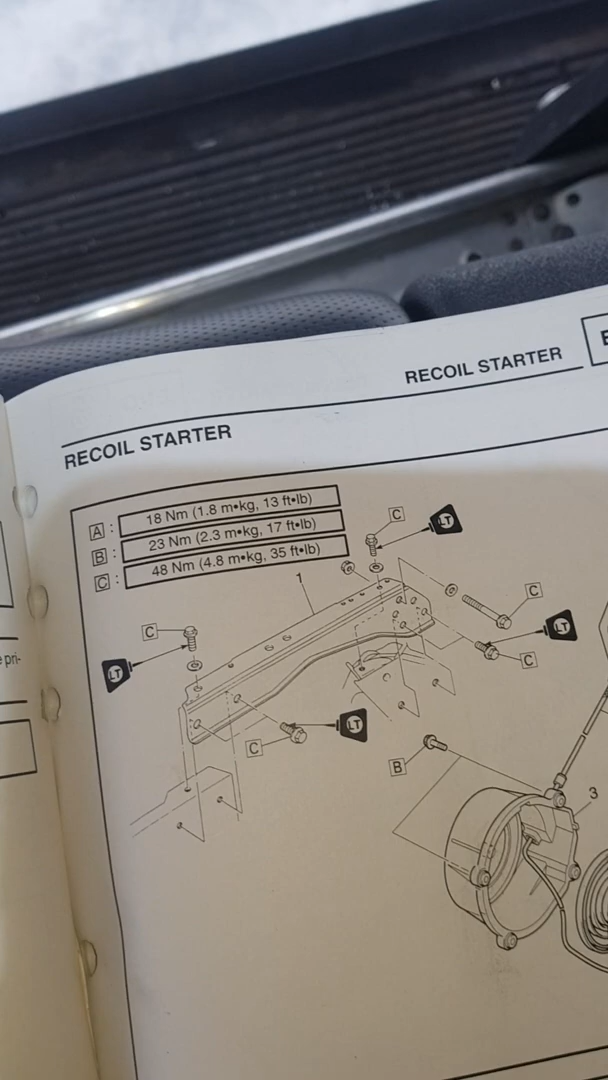 RECOIL STARTER
E
RECOIL STARTER
A : 18 Nm (1.8 m•kg, 13 ft•lb)
B : 23 Nm (2.3 m•kg, 17 ft•lb)
C : 48 Nm (4.8 m•kg, 35 ft•lb)
C
LT
1
C
C
LT
LT
C
e pri-
LT
C
B
3